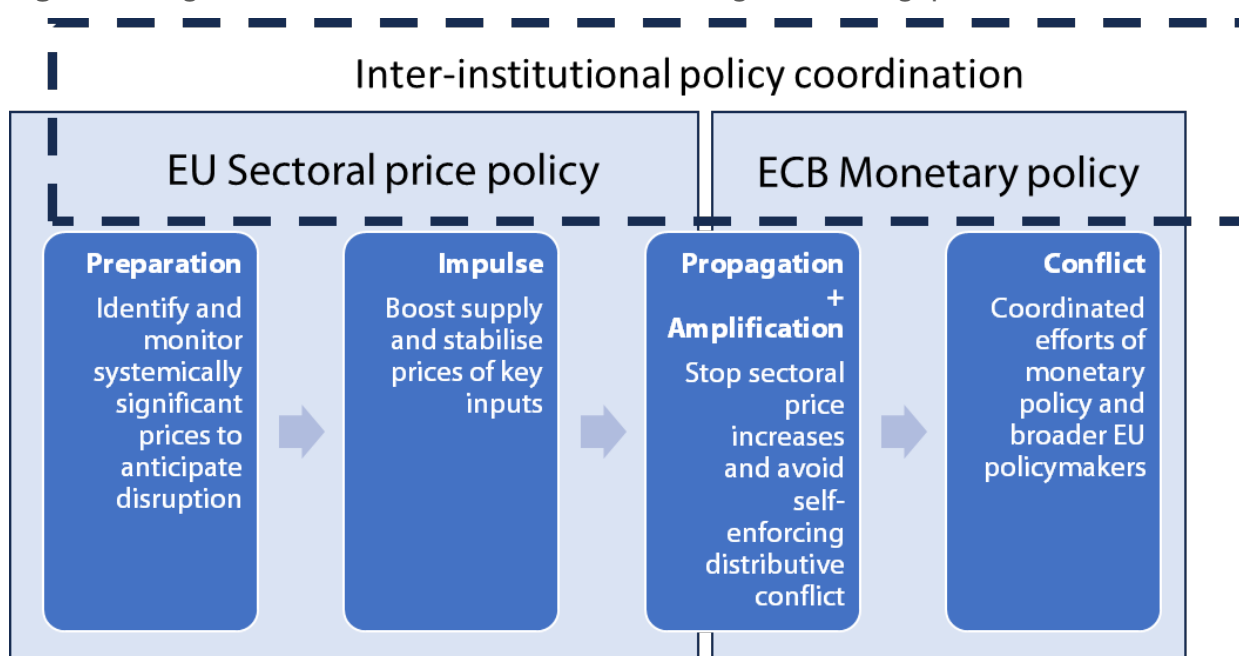 Inter-institutional policy coordination
EU Sectoral price policy
ECB Monetary policy
Preparation
Identify and
monitor
systemically
significant
prices to
anticipate
disruption
Impulse
Boost supply
and stabilise
prices of key
inputs
Propagation
+
Amplification
Stop sectoral
price
increases
and avoid
self-
enforcing
distributive
conflict
Conflict
Coordinated
efforts of
monetary
policy and
broader EU
policymakers